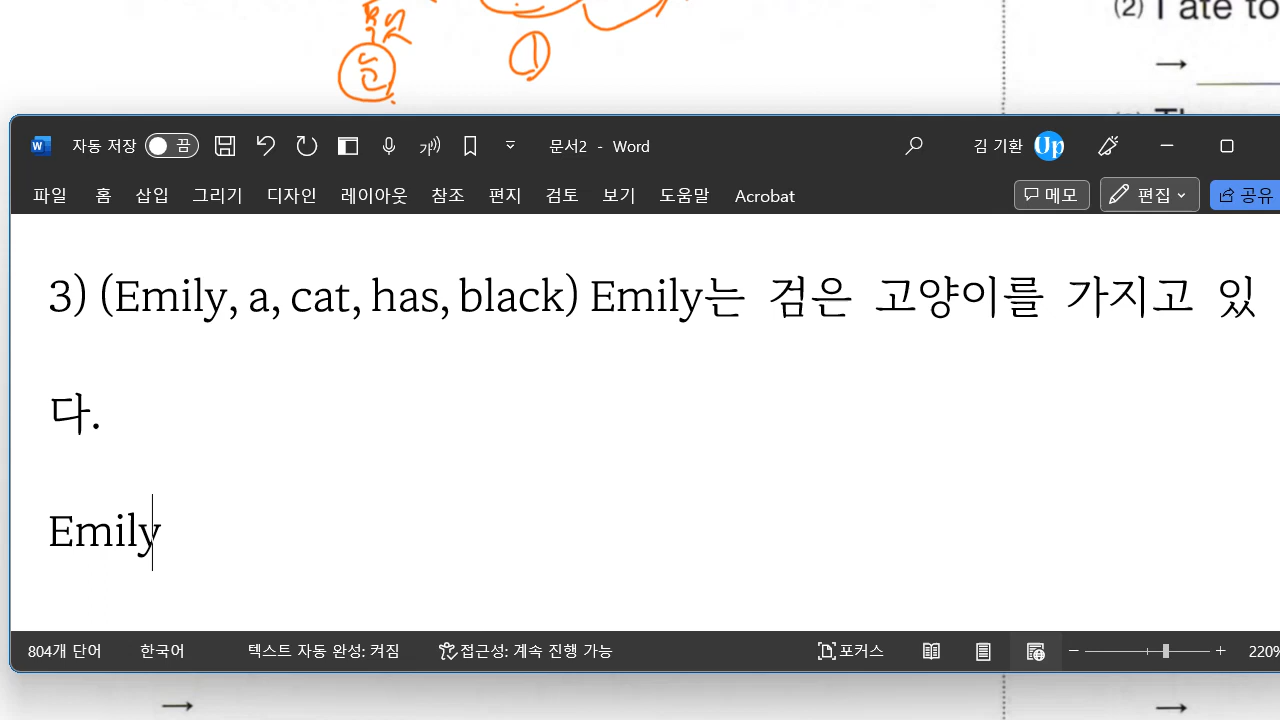 (2) I ate to
①
→
자동 저장 끔 가 문서2 - Word 김 기환 Up
파일 홈 삽입 그리기 디자인 레이아웃 참조 편지 검토 보기 도움말 Acrobat 메모 편집 공유
3) (Emily, a, cat, has, black) Emily는 검은 고양이를 가지고 있
다.
Emily
804개 단어 한국어 텍스트 자동 완성: 켜짐 접근성: 계속 진행 가능 포커스 − + 220%
→ →